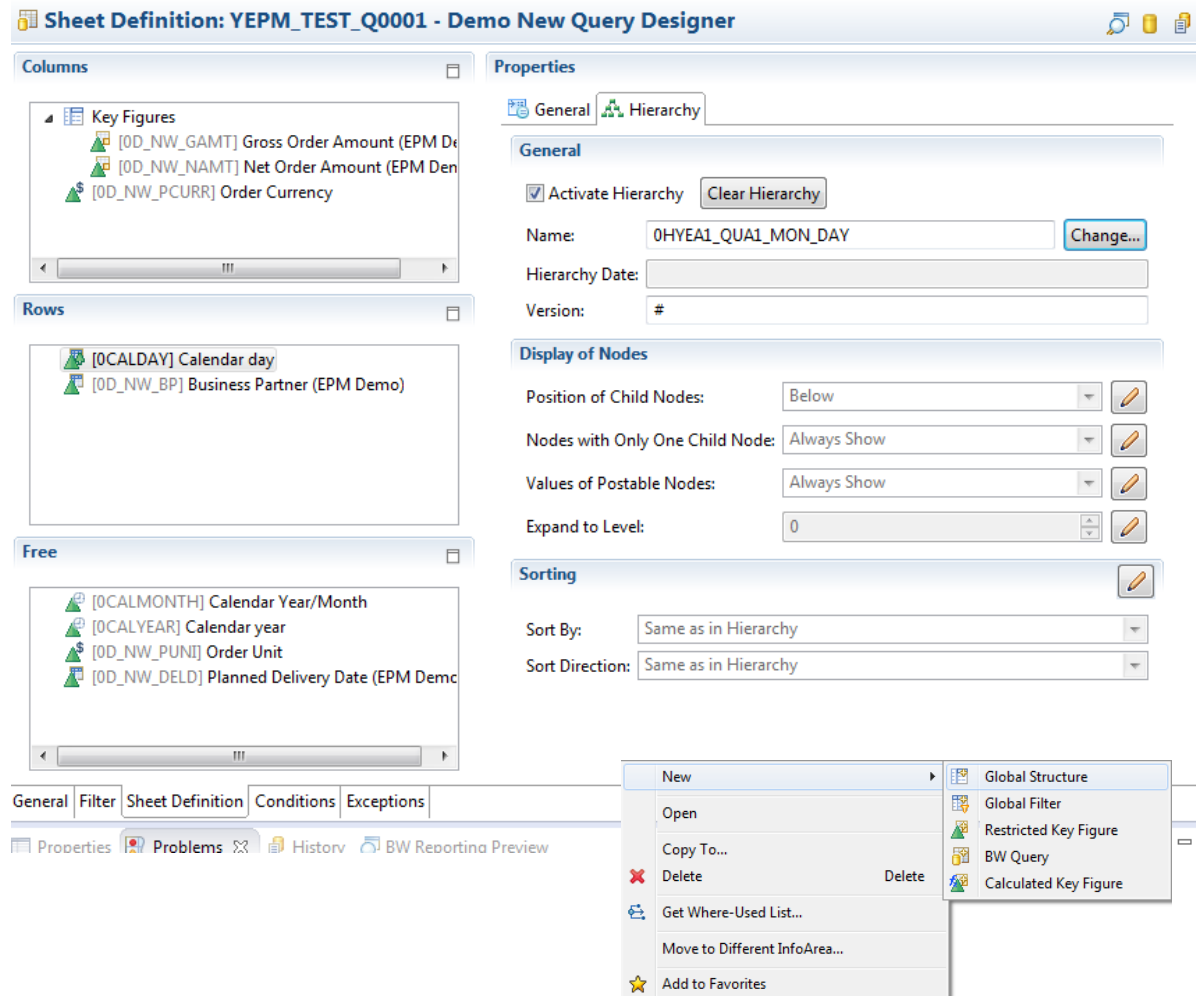 Sheet Definition: YEPM_TEST_Q0001 - Demo New Query Designer
Columns
Key Figures
[0D_NW_GAMT] Gross Order Amount (EPM De
[0D_NW_NAMT] Net Order Amount (EPM Den
[0D_NW_PCURR] Order Currency
Rows
[0CALDAY] Calendar day
[0D_NW_BP] Business Partner (EPM Demo)
Free
[0CALMONTH] Calendar Year/Month
[0CALYEAR] Calendar year
[0D_NW_PUNI] Order Unit
[0D_NW_DELD] Planned Delivery Date (EPM Demo
Properties
General Hierarchy
General
Activate Hierarchy Clear Hierarchy
Name: 0HYEA1_QUA1_MON_DAY Change...
Hierarchy Date:
Version: #
Display of Nodes
Position of Child Nodes: Below
Nodes with Only One Child Node: Always Show
Values of Postable Nodes: Always Show
Expand to Level: 0
Sorting
Sort By: Same as in Hierarchy
Sort Direction: Same as in Hierarchy
General Filter Sheet Definition Conditions Exceptions
Properties Problems History BW Reporting Preview
New
Open
Copy To...
Delete Delete
Get Where-Used List...
Move to Different InfoArea...
Add to Favorites
Global Structure
Global Filter
Restricted Key Figure
BW Query
Calculated Key Figure